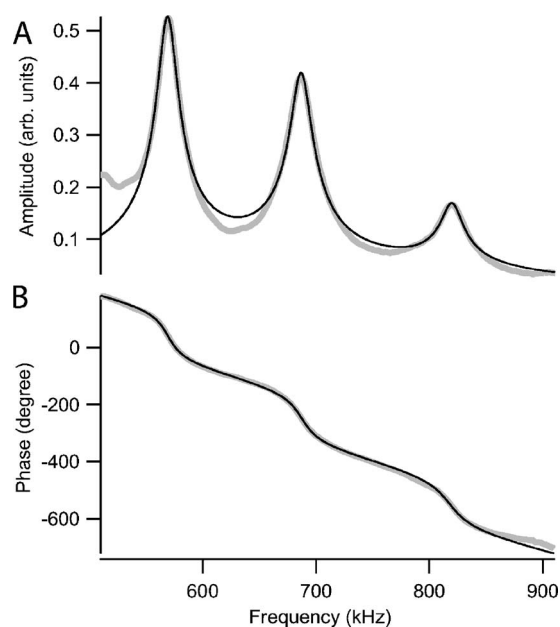 A
Amplitude (arb. units)
0.5
0.4
0.3
0.2
0.1
B
Phase (degree)
0
-200
-400
-600
600 700 800 900
Frequency (kHz)